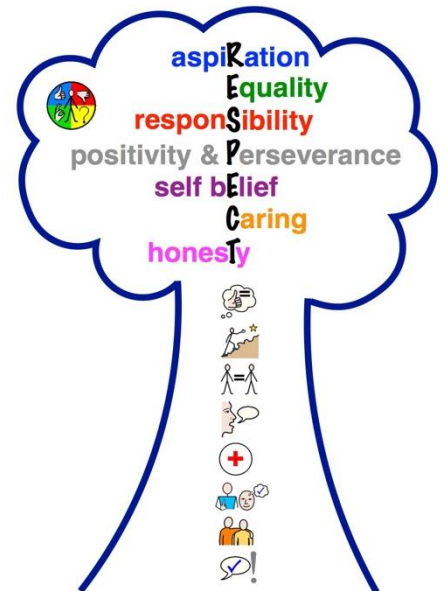 aspiRation
Equality
responSibility
positivity & Perseverance
self bElief
Caring
honesTy